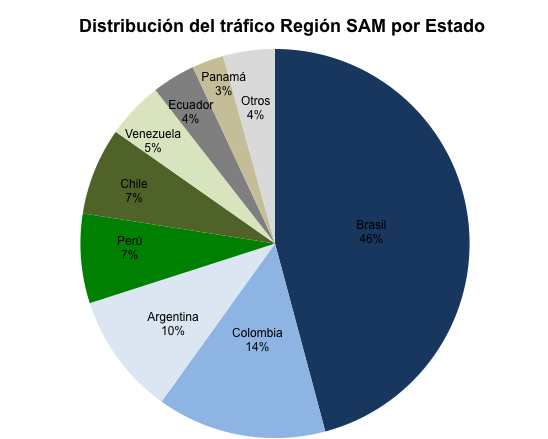 Distribución del tráfico Región SAM por Estado
Panamá
3%
Otros
4%
Ecuador
4%
Venezuela
5%
Chile
7%
Brasil
46%
Perú
7%
Argentina
10%
Colombia
14%